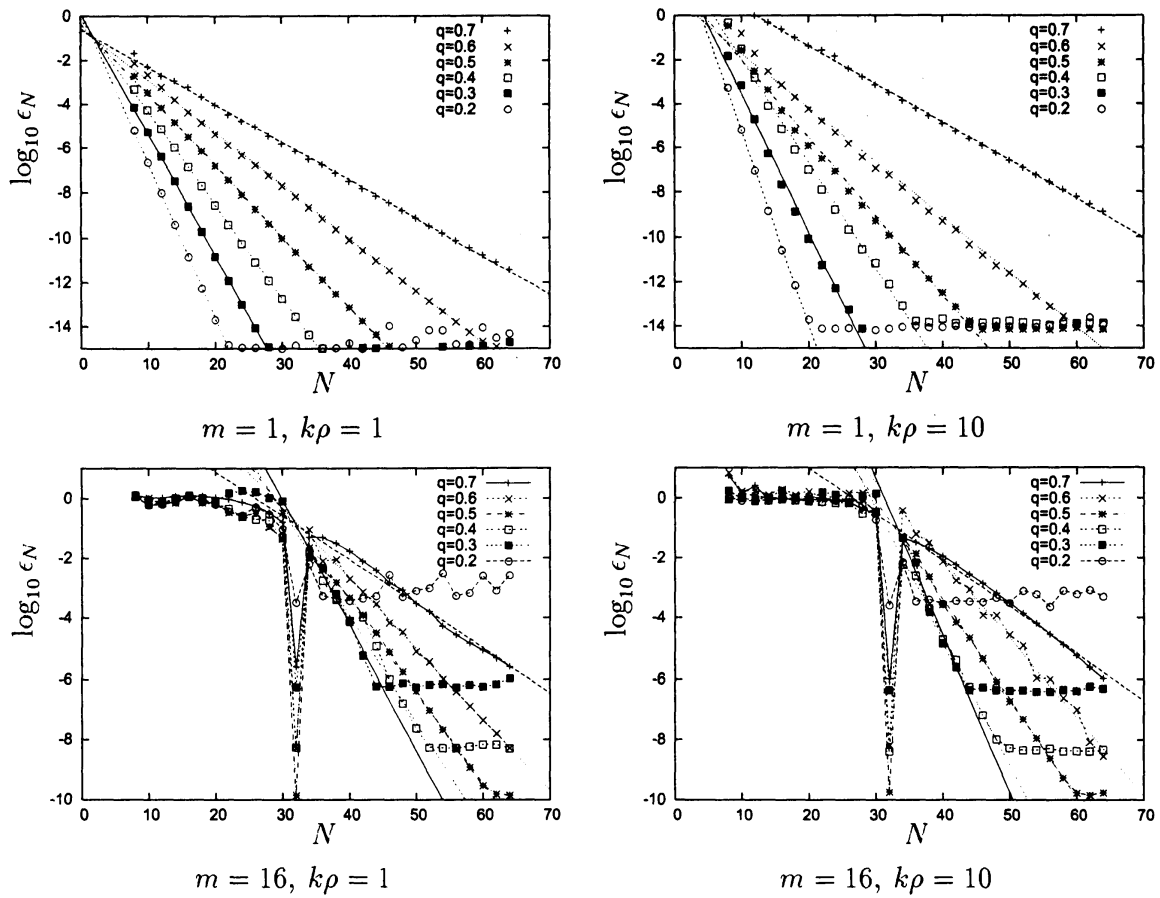 0
-2
-4
-6
-8
-10
-12
-14
log₁₀ ϵ_N
q=0.7
q=0.6
q=0.5
q=0.4
q=0.3
q=0.2
0 10 20 30 40 50 60 70
N
m = 1, kρ = 1
0
-2
-4
-6
-8
-10
-12
-14
log₁₀ ϵ_N
q=0.7
q=0.6
q=0.5
q=0.4
q=0.3
q=0.2
0 10 20 30 40 50 60 70
N
m = 1, kρ = 10
0
-2
-4
-6
-8
-10
log₁₀ ϵ_N
q=0.7
q=0.6
q=0.5
q=0.4
q=0.3
q=0.2
0 10 20 30 40 50 60 70
N
m = 16, kρ = 1
0
-2
-4
-6
-8
-10
log₁₀ ϵ_N
q=0.7
q=0.6
q=0.5
q=0.4
q=0.3
q=0.2
0 10 20 30 40 50 60 70
N
m = 16, kρ = 10